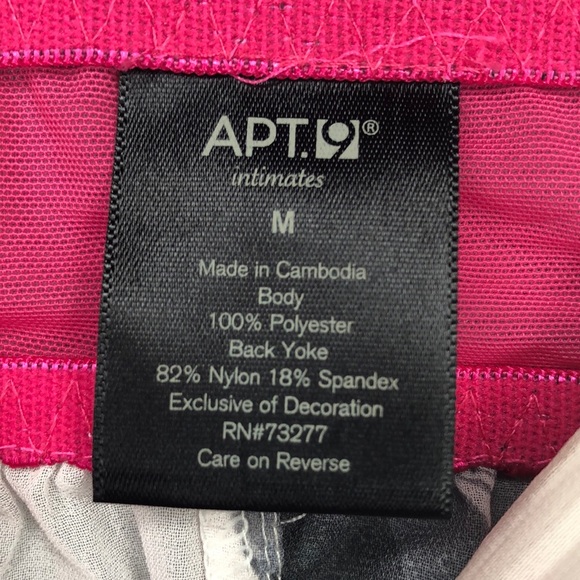 APT.9®
intimates
M
Made in Cambodia
Body
100% Polyester
Back Yoke
82% Nylon 18% Spandex
Exclusive of Decoration
RN#73277
Care on Reverse